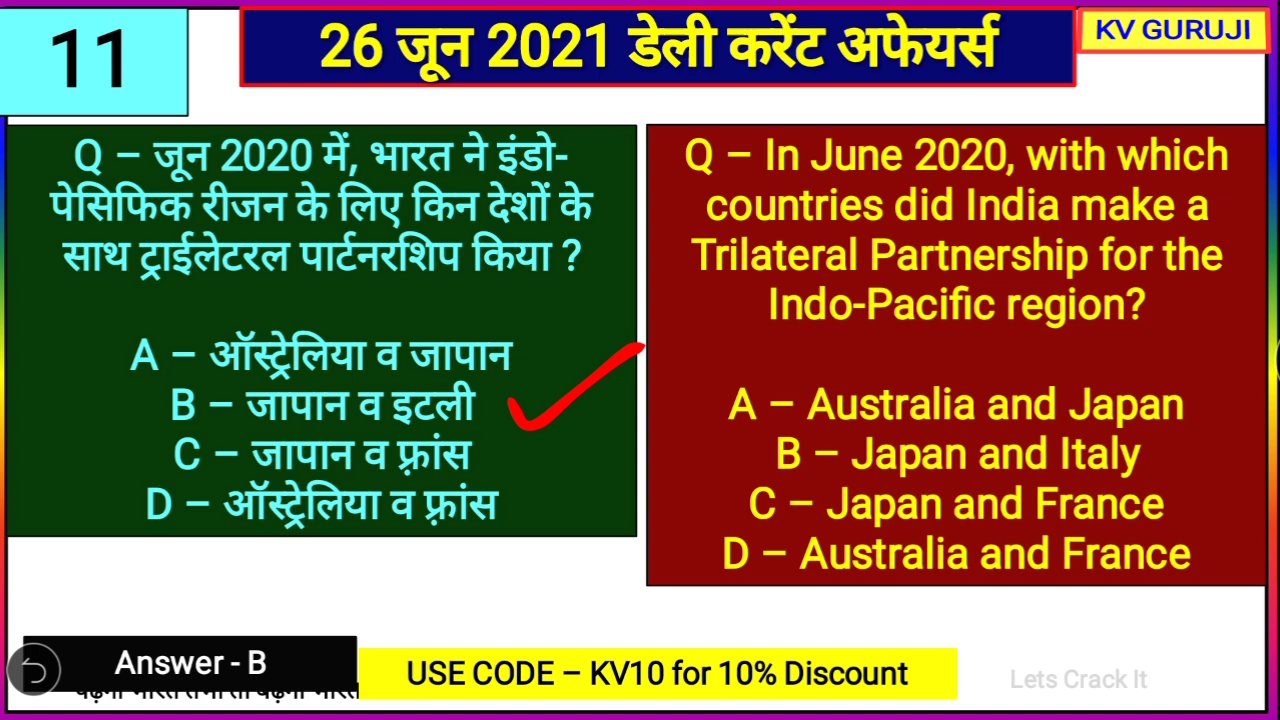 11
26 जून 2021 डेली करेंट अफेयर्स
KV GURUJI
Q – जून 2020 में, भारत ने इंडो-
पेसिफिक रीजन के लिए किन देशों के
साथ ट्राईलेटरल पार्टनरशिप किया ?
A – ऑस्ट्रेलिया व जापान
B – जापान व इटली
C – जापान व फ़्रांस
D – ऑस्ट्रेलिया व फ़्रांस
Q – In June 2020, with which
countries did India make a
Trilateral Partnership for the
Indo-Pacific region?
A – Australia and Japan
B – Japan and Italy
C – Japan and France
D – Australia and France
Answer - B
USE CODE – KV10 for 10% Discount
Lets Crack It